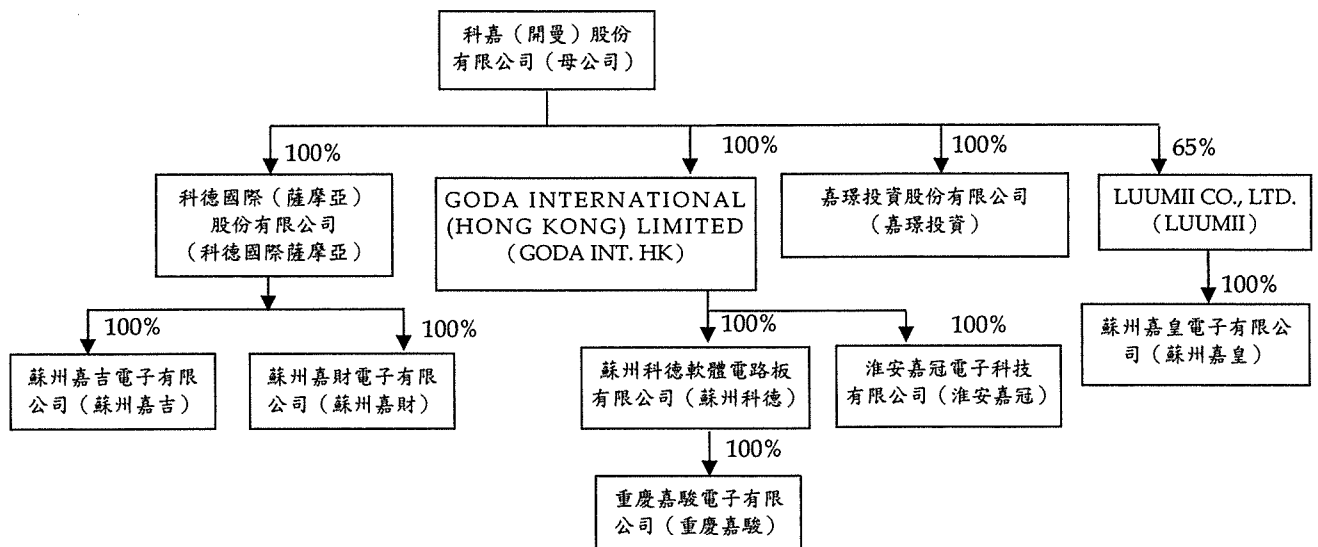 科嘉（開曼）股份
有限公司（母公司）
100%
100%
100%
65%
科德國際（薩摩亞）
股份有限公司
（科德國際薩摩亞）
GODA INTERNATIONAL
(HONG KONG) LIMITED
（GODA INT. HK）
嘉璟投資股份有限公司
（嘉璟投資）
LUUMII CO., LTD.
(LUUMII)
100%
100%
100%
100%
100%
蘇州嘉吉電子有限
公司（蘇州嘉吉）
蘇州嘉財電子有限
公司（蘇州嘉財）
蘇州科德軟體電路板
有限公司（蘇州科德）
淮安嘉冠電子科技
有限公司（淮安嘉冠）
蘇州嘉皇電子有限公
司（蘇州嘉皇）
100%
重慶嘉駿電子有限
公司（重慶嘉駿）